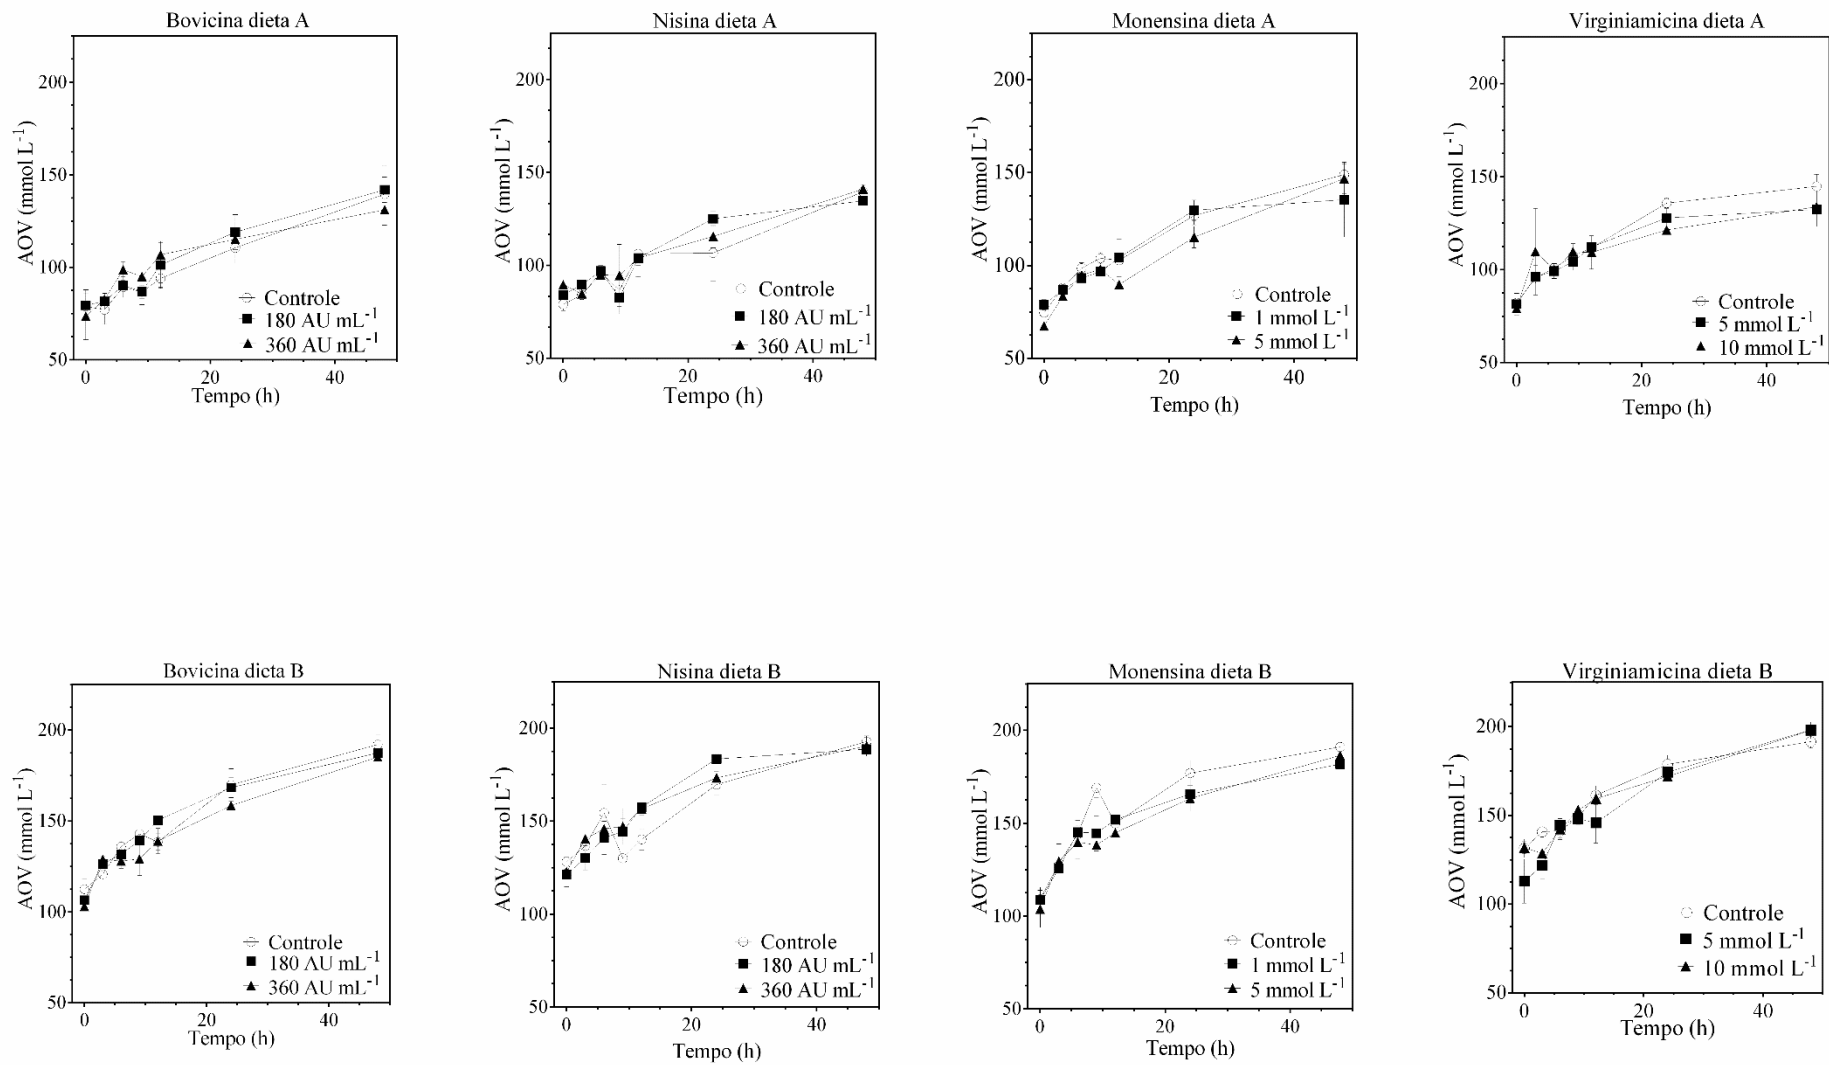 Bovicina dieta A
AOV (mmol L-1)
200
150
100
50
0
20
40
Tempo (h)
Controle
180 AU mL-1
360 AU mL-1
Nisina dieta A
AOV (mmol L-1)
200
150
100
50
0
20
40
Tempo (h)
Controle
180 AU mL-1
360 AU mL-1
Monensina dieta A
AOV (mmol L-1)
200
150
100
50
0
20
40
Tempo (h)
Controle
1 mmol L-1
5 mmol L-1
Virginiamicina dieta A
AOV (mmol L-1)
200
150
100
50
0
20
40
Tempo (h)
Controle
5 mmol L-1
10 mmol L-1
Bovicina dieta B
AOV (mmol L-1)
200
150
100
50
0
20
40
Tempo (h)
Controle
180 AU mL-1
360 AU mL-1
Nisina dieta B
AOV (mmol L-1)
200
150
100
50
0
20
40
Tempo (h)
Controle
180 AU mL-1
360 AU mL-1
Monensina dieta B
AOV (mmol L-1)
200
150
100
50
0
20
40
Tempo (h)
Controle
1 mmol L-1
5 mmol L-1
Virginiamicina dieta B
AOV (mmol L-1)
200
150
100
50
0
20
40
Tempo (h)
Controle
5 mmol L-1
10 mmol L-1